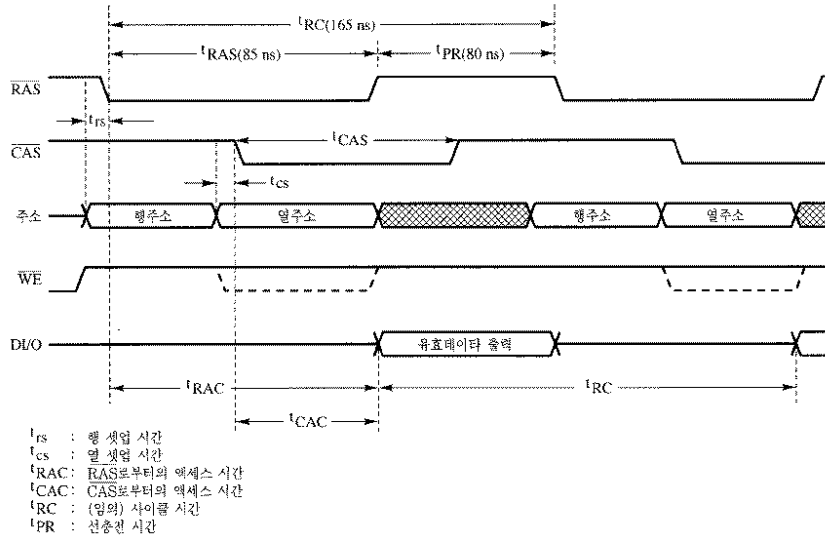 tRC(165 ns)
tRAS(85 ns)
tPR(80 ns)
RAS
trs
tCAS
CAS
tcs
주소
행주소
열주소
행주소
열주소
WE
DI/O
유효데이타 출력
tRAC
tRC
tCAC
trs : 행 셋업 시간
tcs : 열 셋업 시간
tRAC: RAS로부터의 액세스 시간
tCAC: CAS로부터의 액세스 시간
tRC : (임의) 사이클 시간
tPR : 선충전 시간